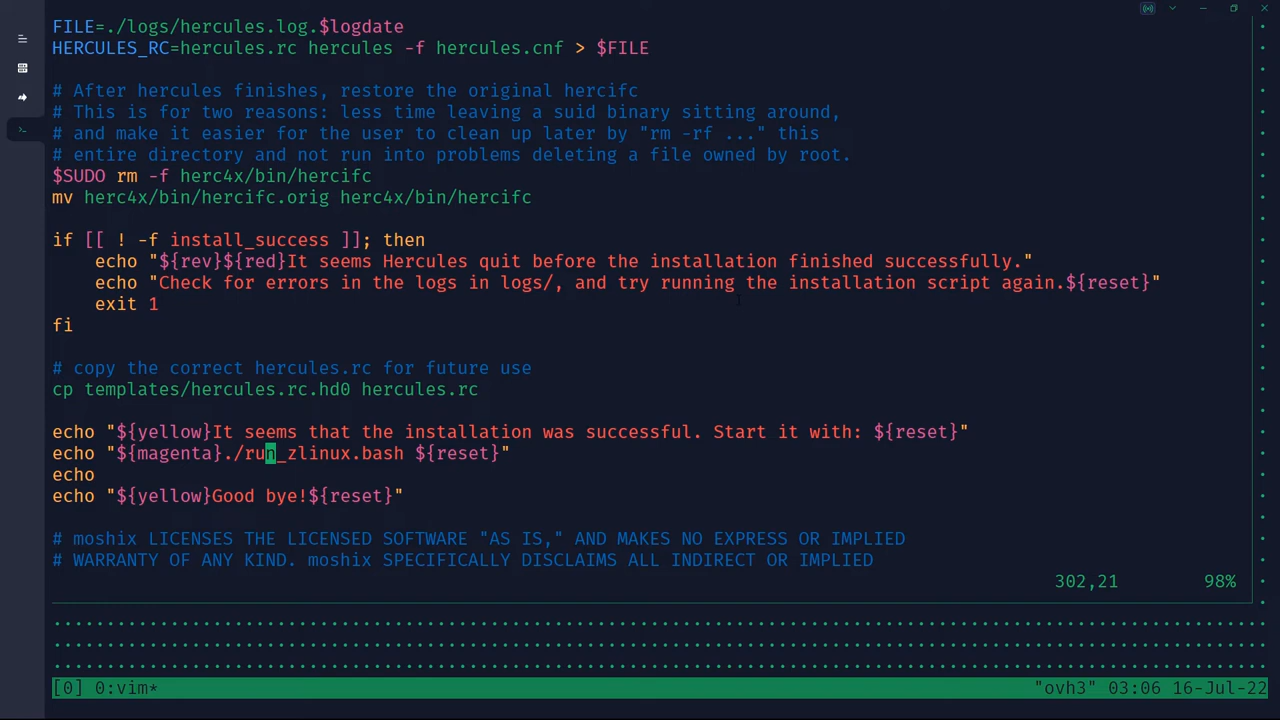 FILE=./logs/hercules.log.$logdate
HERCULES_RC=hercules.rc hercules -f hercules.cnf > $FILE
# After hercules finishes, restore the original hercifc
# This is for two reasons: less time leaving a suid binary sitting around,
# and make it easier for the user to clean up later by "rm -rf ..." this
# entire directory and not run into problems deleting a file owned by root.
$SUDO rm -f herc4x/bin/hercifc
mv herc4x/bin/hercifc.orig herc4x/bin/hercifc
if [[ ! -f install_success ]]; then
    echo "${rev}${red}It seems Hercules quit before the installation finished successfully."
    echo "Check for errors in the logs in logs/, and try running the installation script again.${reset}"
    exit 1
fi
# copy the correct hercules.rc for future use
cp templates/hercules.rc.hd0 hercules.rc
echo "${yellow}It seems that the installation was successful. Start it with: ${reset}"
echo "${magenta}./run_zlinux.bash ${reset}"
echo
echo "${yellow}Good bye!${reset}"
# moshix LICENSES THE LICENSED SOFTWARE "AS IS," AND MAKES NO EXPRESS OR IMPLIED
# WARRANTY OF ANY KIND. moshix SPECIFICALLY DISCLAIMS ALL INDIRECT OR IMPLIED
302,21 98%
[0] 0:vim* "ovh3" 03:06 16-Jul-22